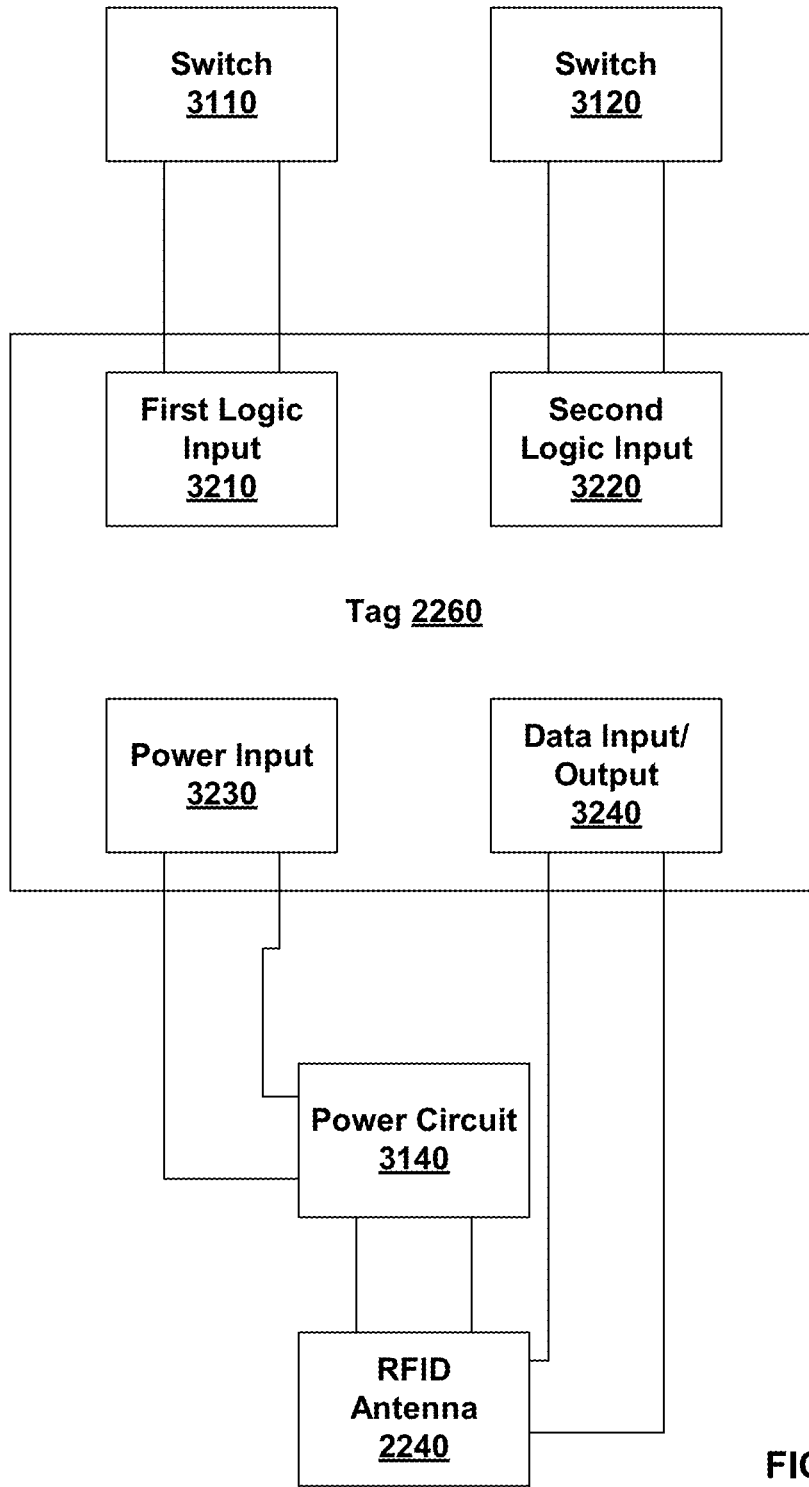 Switch
3110
Switch
3120
First Logic
Input
3210
Second
Logic Input
3220
Tag 2260
Power Input
3230
Data Input/
Output
3240
Power Circuit
3140
RFID
Antenna
2240